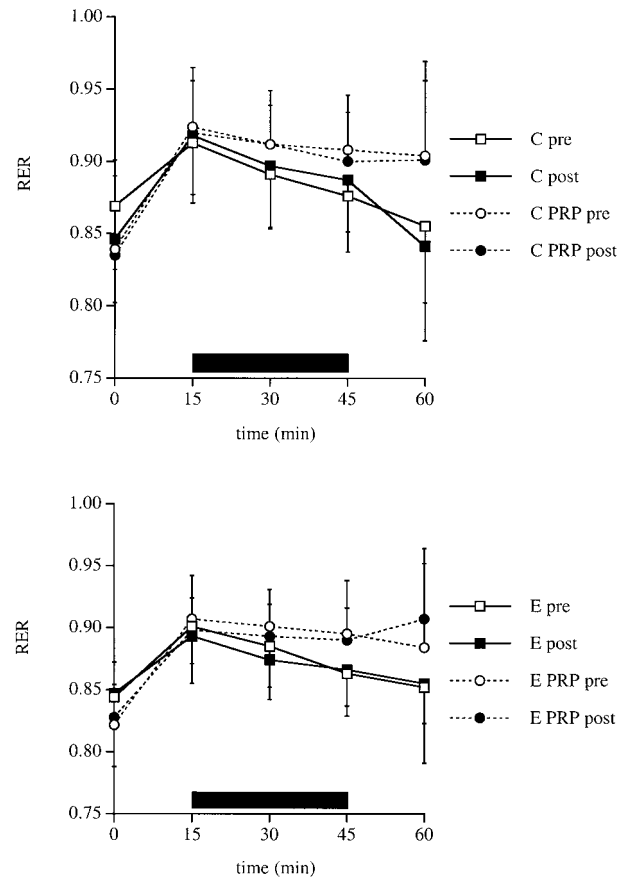 1.00
0.95
0.90
0.85
0.80
0.75
RER
0 15 30 45 60
time (min)
C pre
C post
C PRP pre
C PRP post
1.00
0.95
0.90
0.85
0.80
0.75
RER
0 15 30 45 60
time (min)
E pre
E post
E PRP pre
E PRP post